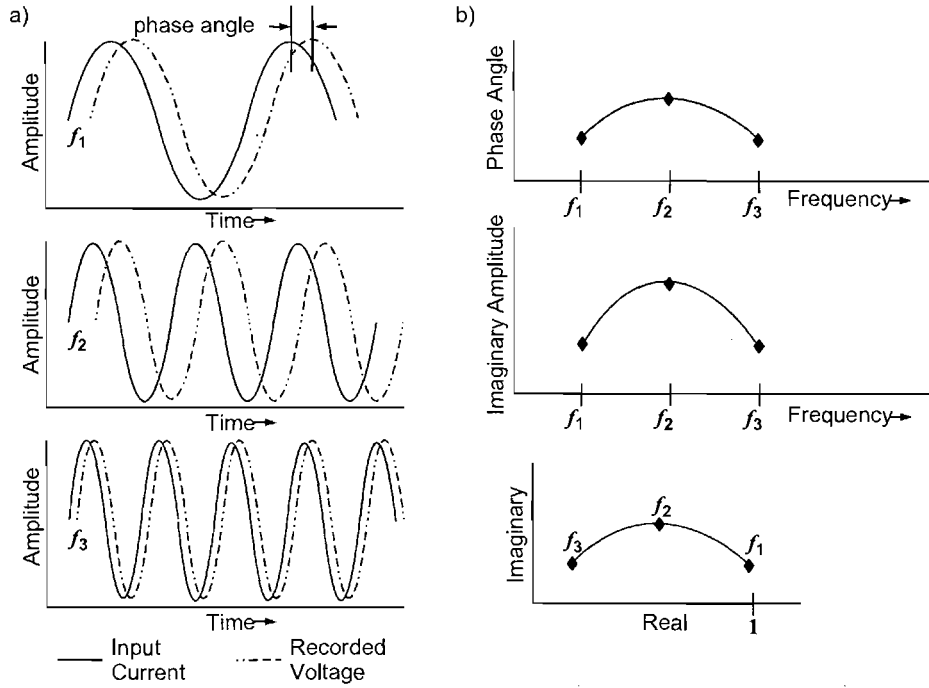 a)
phase angle
Amplitude
f1
Time
Amplitude
f2
Time
Amplitude
f3
Time
Input Current
Recorded Voltage
b)
Phase Angle
f1 f2 f3 Frequency
Imaginary Amplitude
f1 f2 f3 Frequency
Imaginary
f3 f2 f1
Real 1